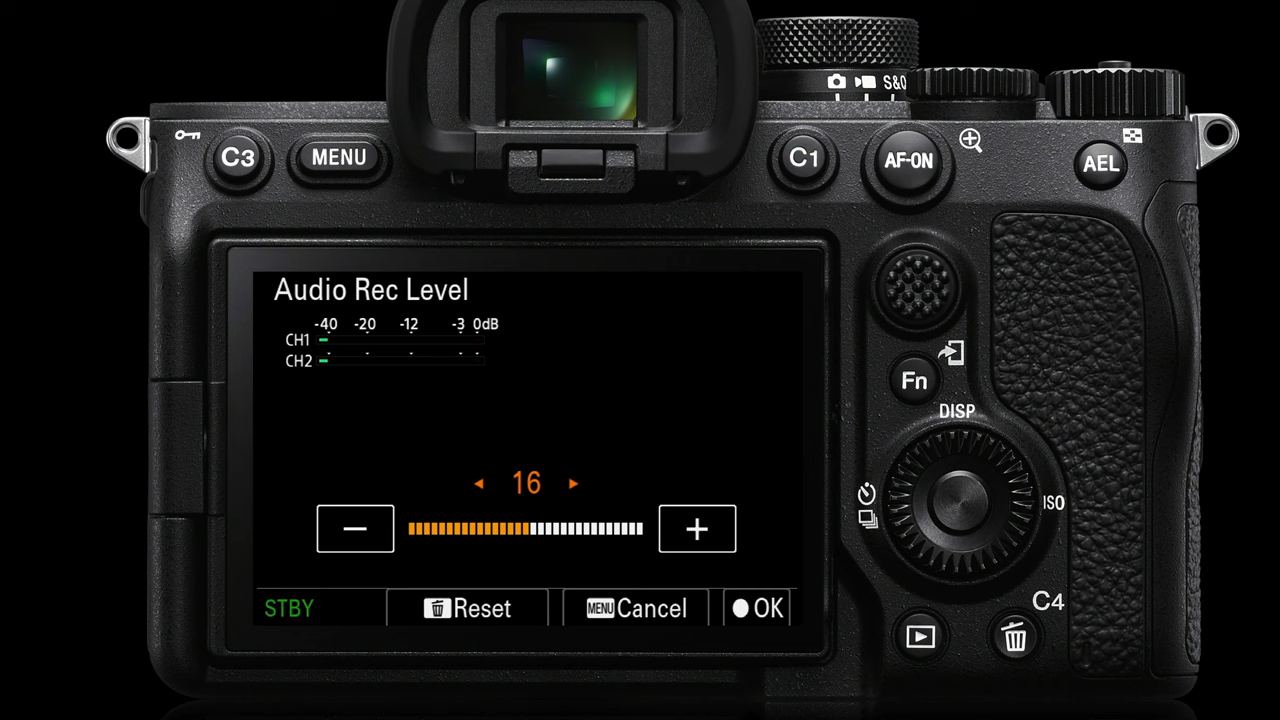 S&Q
C3
MENU
C1
AF-ON
AEL
Audio Rec Level
-40 -20 -12 -3 0dB
CH1
CH2
Fn
DISP
16
ISO
STBY
Reset
MENU Cancel
OK
C4